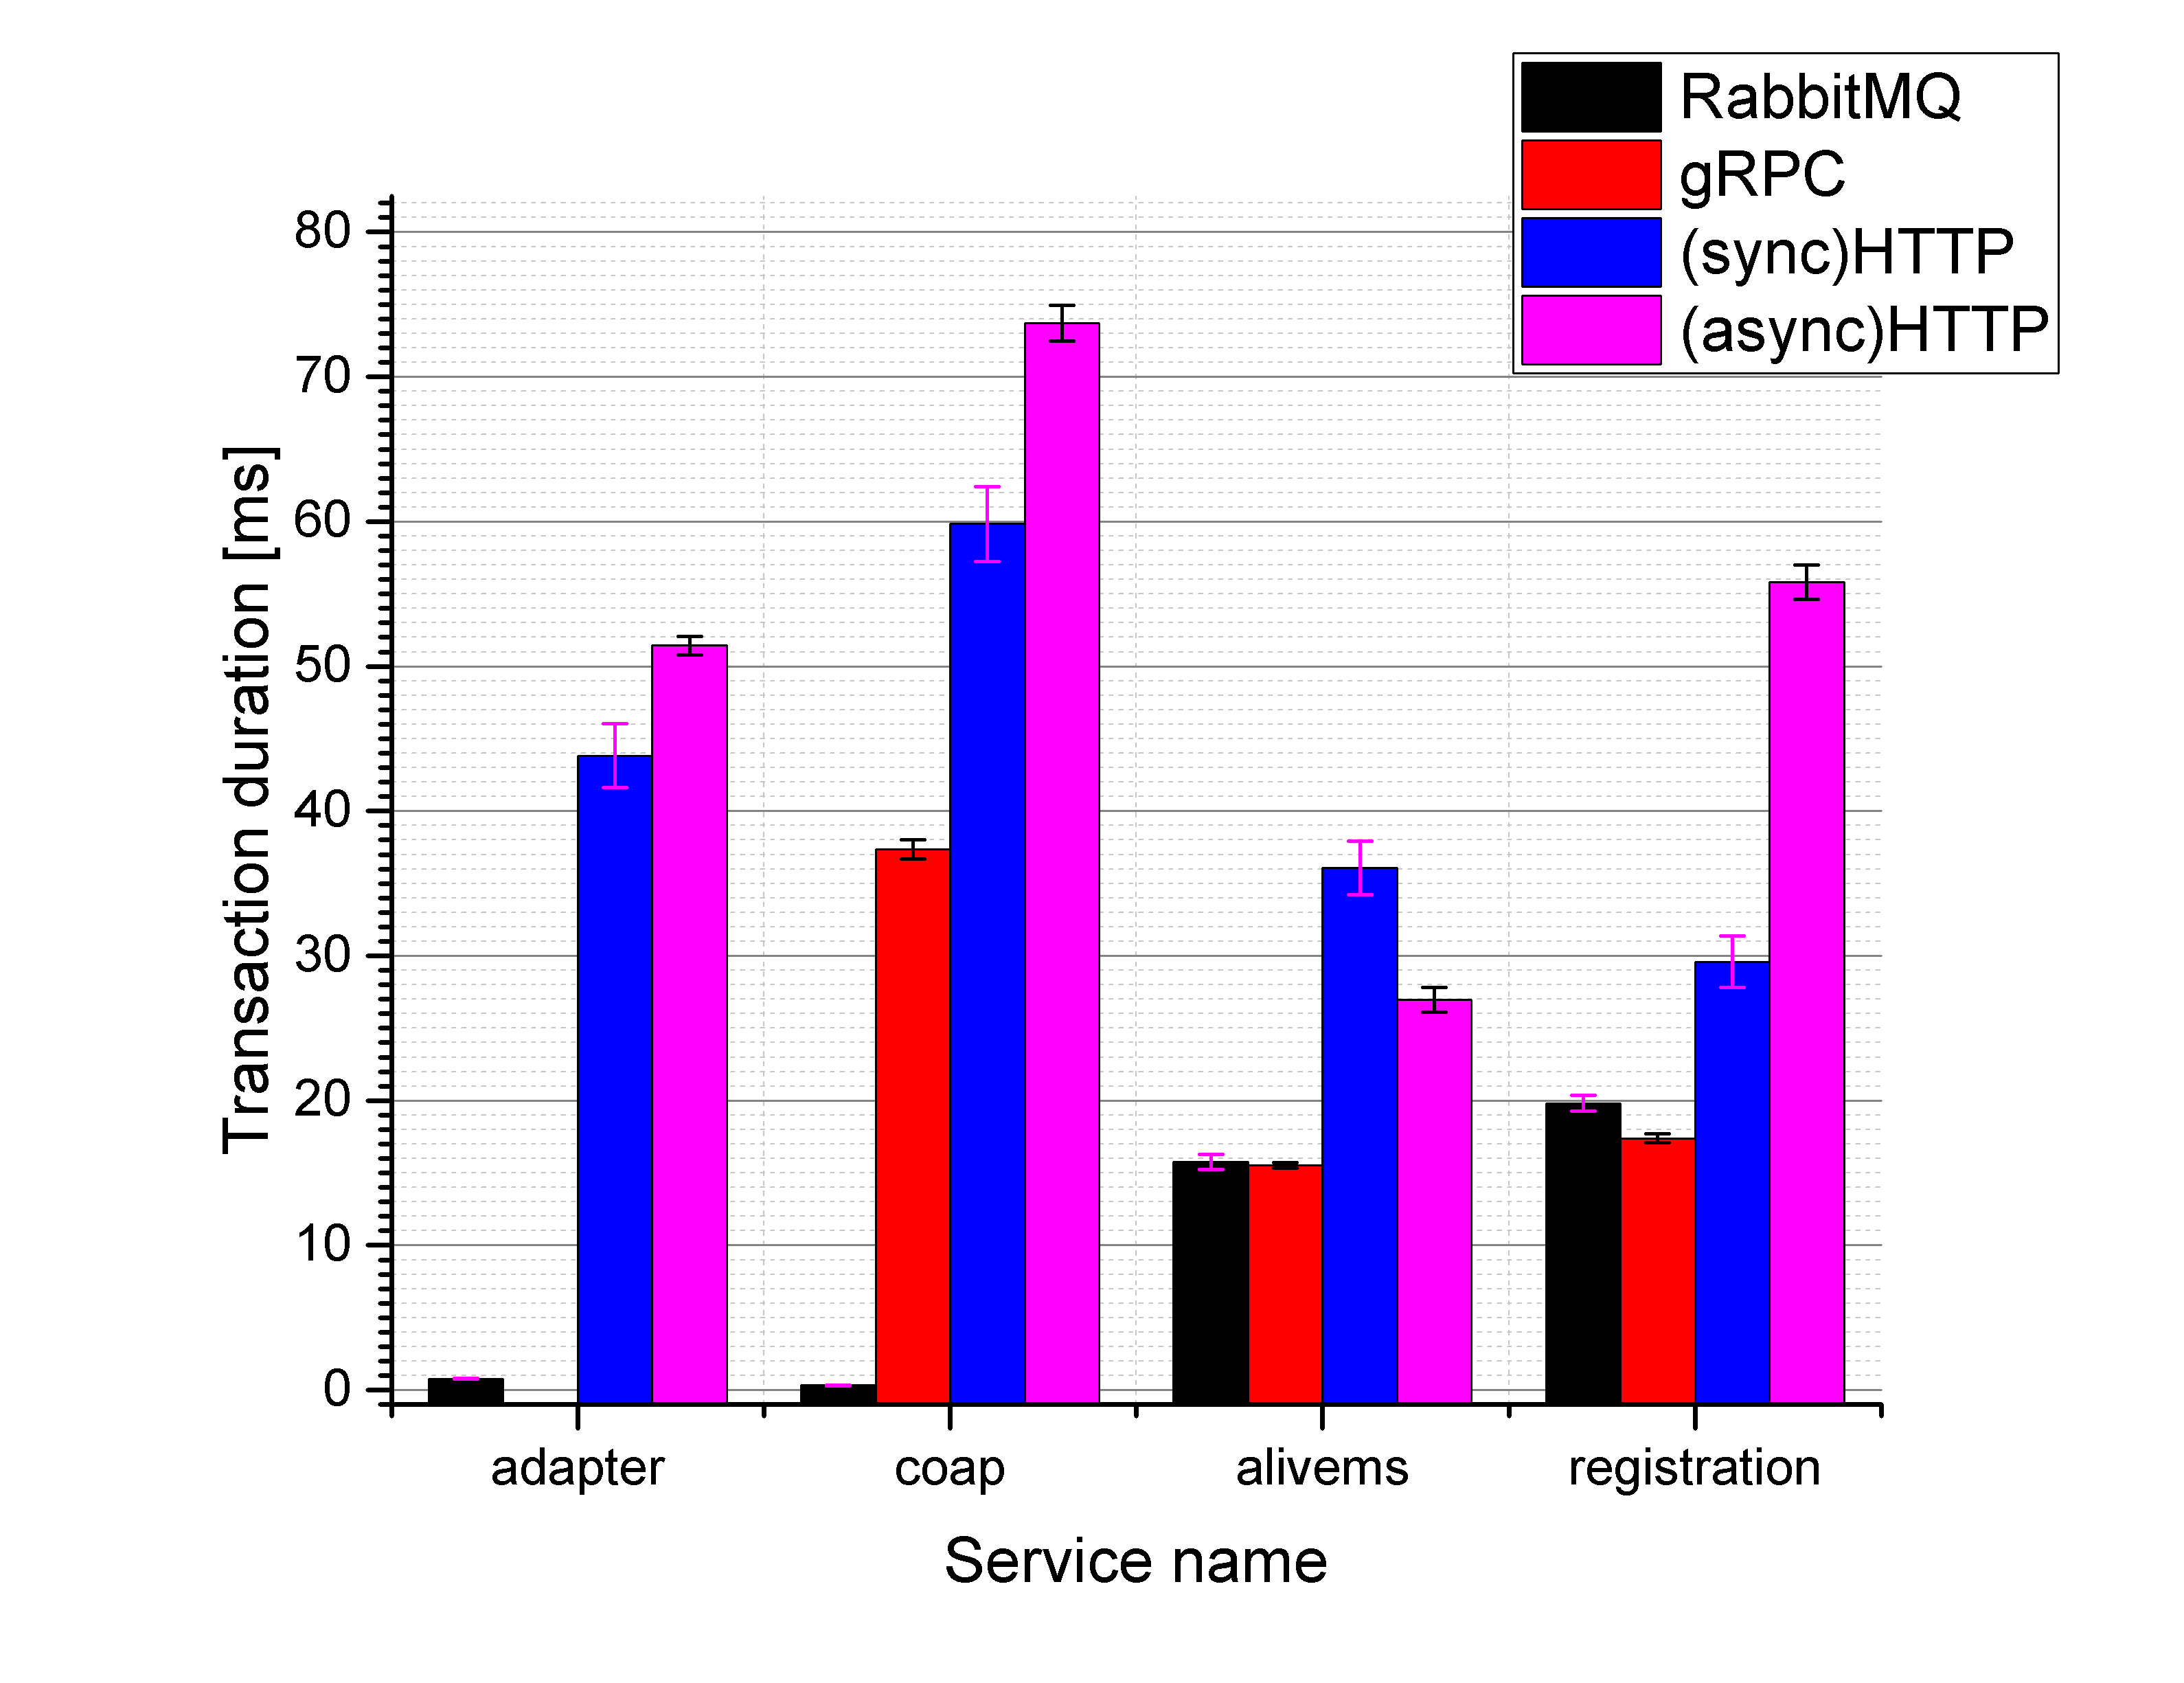 RabbitMQ
gRPC
(sync)HTTP
(async)HTTP
Transaction duration [ms]
80
70
60
50
40
30
20
10
0
adapter coap alivems registration
Service name